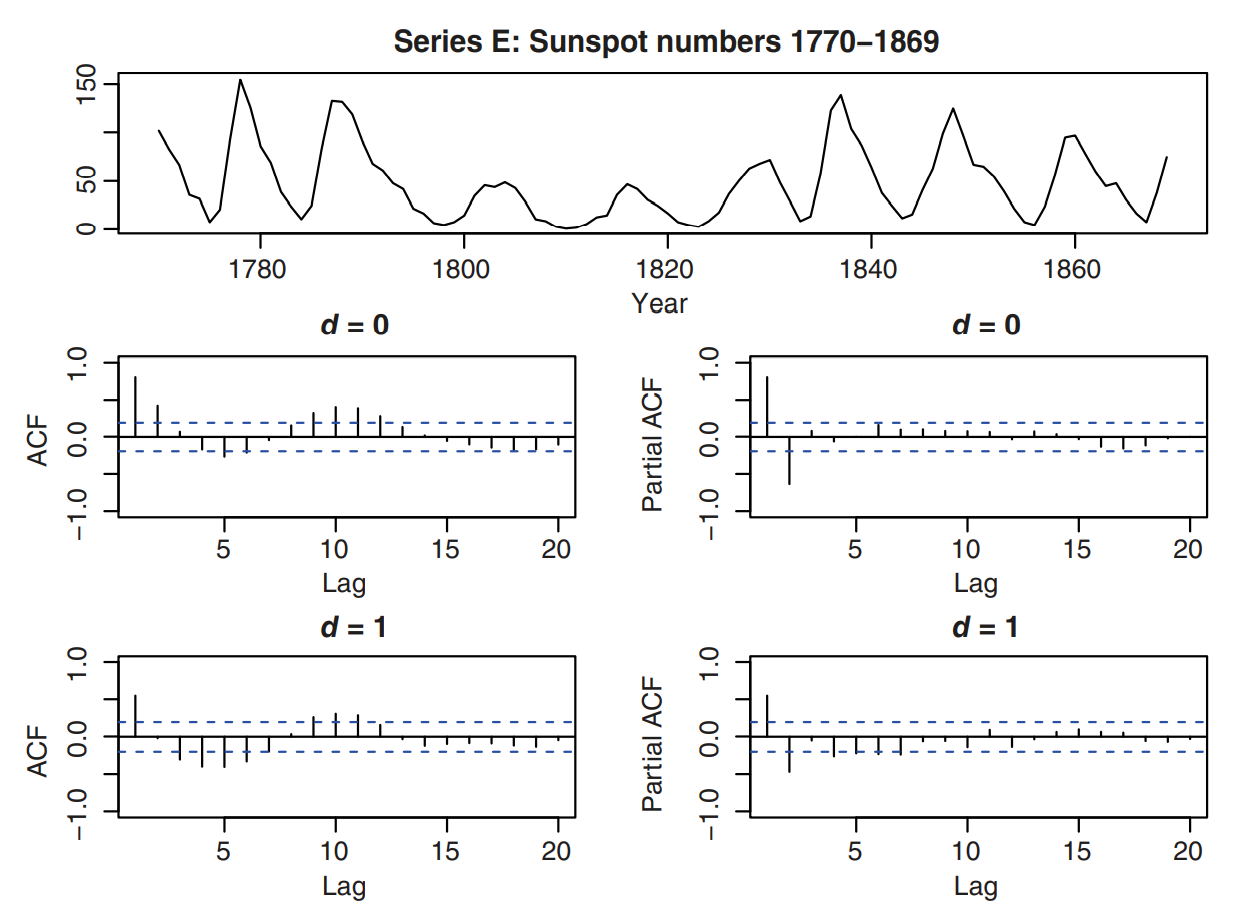 Series E: Sunspot numbers 1770–1869
150
50
0
1780 1800 1820 1840 1860
Year
d = 0
ACF
1.0
0.0
−1.0
5 10 15 20
Lag
d = 0
Partial ACF
1.0
0.0
−1.0
5 10 15 20
Lag
d = 1
ACF
1.0
0.0
−1.0
5 10 15 20
Lag
d = 1
Partial ACF
1.0
0.0
−1.0
5 10 15 20
Lag